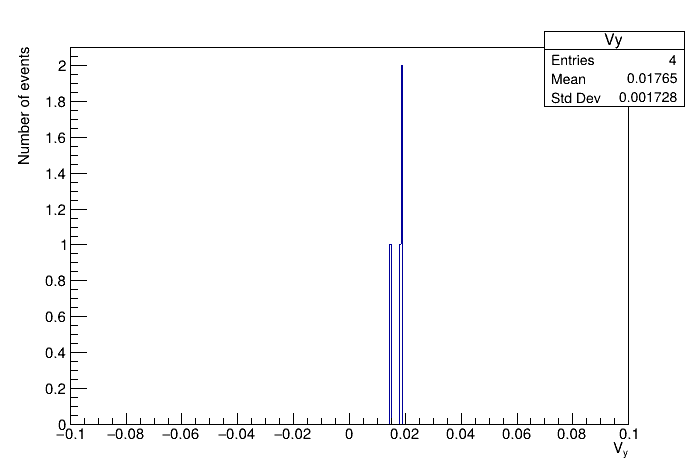 Vy
Entries 4
Mean 0.01765
Std Dev 0.001728
Number of events
2
1.8
1.6
1.4
1.2
1
0.8
0.6
0.4
0.2
0
−0.1 −0.08 −0.06 −0.04 −0.02 0 0.02 0.04 0.06 0.08 0.1
Vy